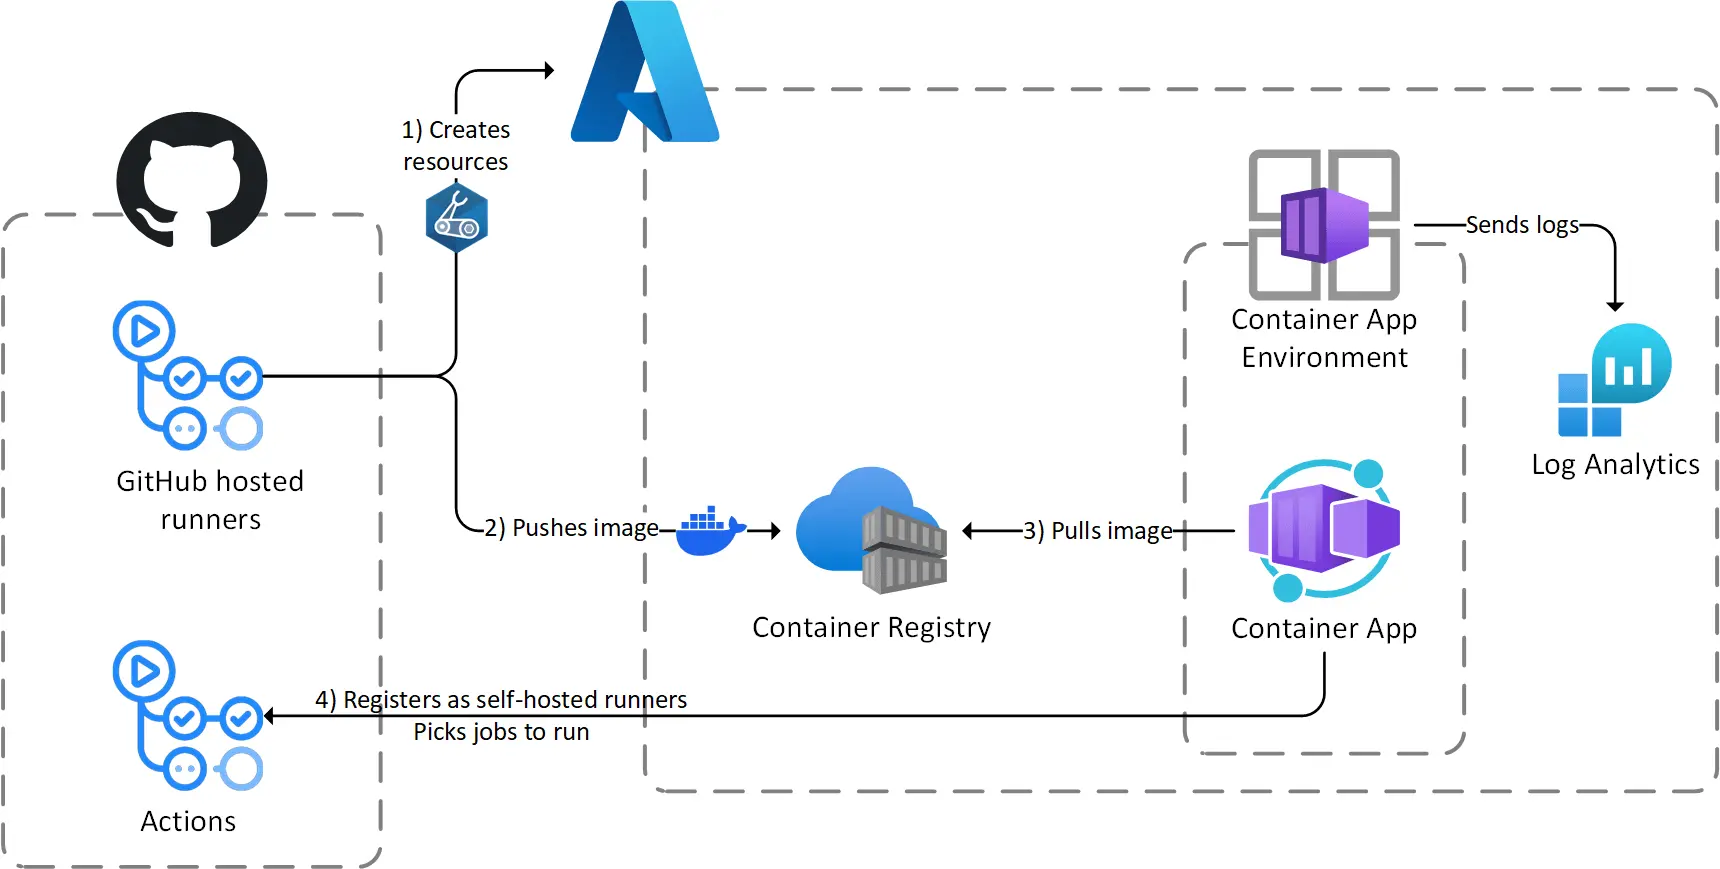 1) Creates
resources
Sends logs
Container App
Environment
Log Analytics
GitHub hosted
runners
2) Pushes image
3) Pulls image
Container Registry
Container App
4) Registers as self-hosted runners
Picks jobs to run
Actions